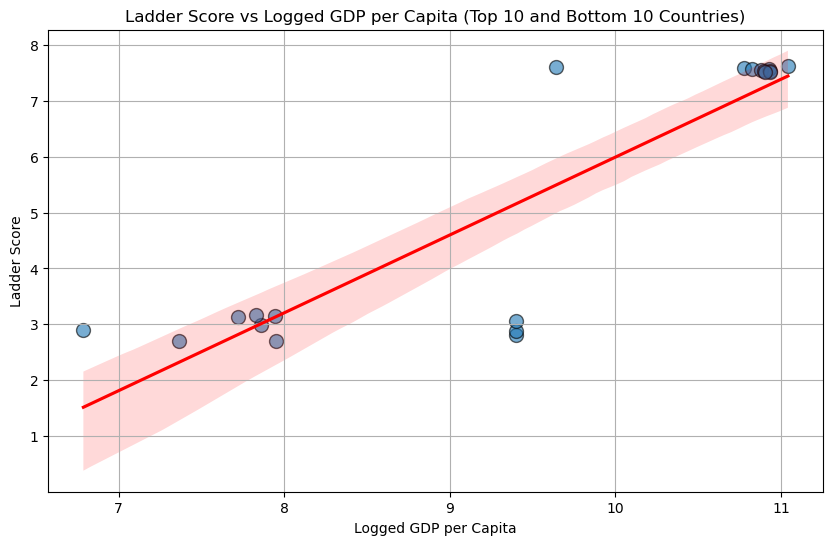 Ladder Score vs Logged GDP per Capita (Top 10 and Bottom 10 Countries)
8
7
6
5
4
3
2
1
Ladder Score
7 8 9 10 11
Logged GDP per Capita